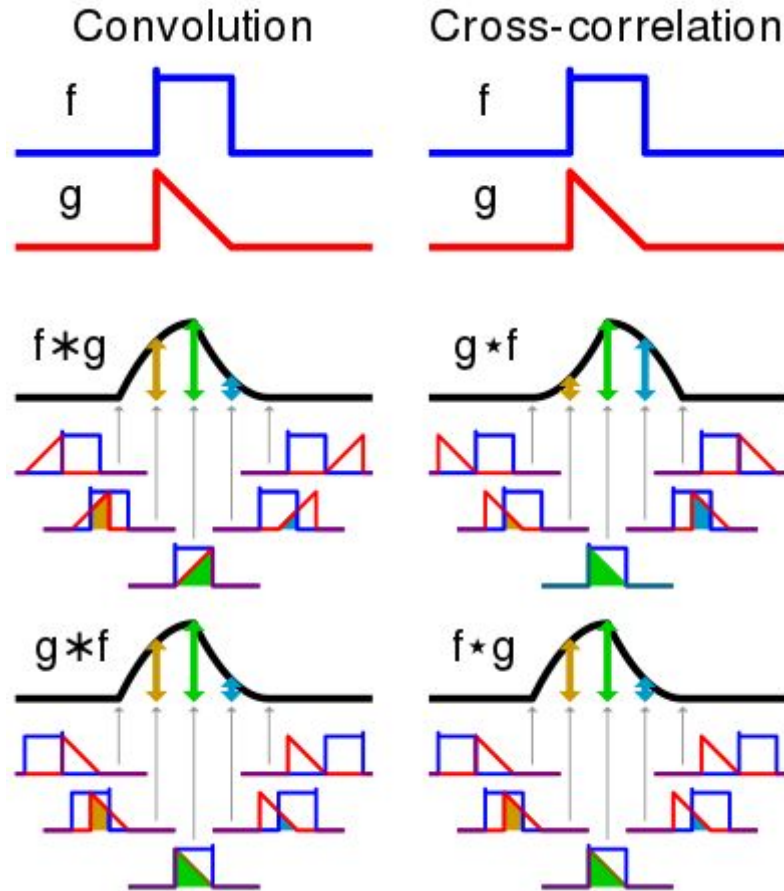 Convolution
Cross-correlation
f
f
g
g
f∗g
g⋆f
g∗f
f⋆g